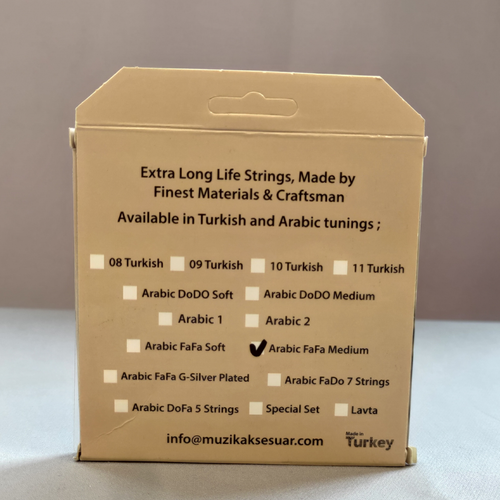 Extra Long Life Strings, Made by
Finest Materials & Craftsman
Available in Turkish and Arabic tunings ;
08 Turkish 09 Turkish 10 Turkish 11 Turkish
Arabic DoDO Soft Arabic DoDO Medium
Arabic 1 Arabic 2
Arabic FaFa Soft Arabic FaFa Medium
Arabic FaFa G-Silver Plated Arabic FaDo 7 Strings
Arabic DoFa 5 Strings Special Set Lavta
info@muzikaksesuar.com
Made in
Turkey